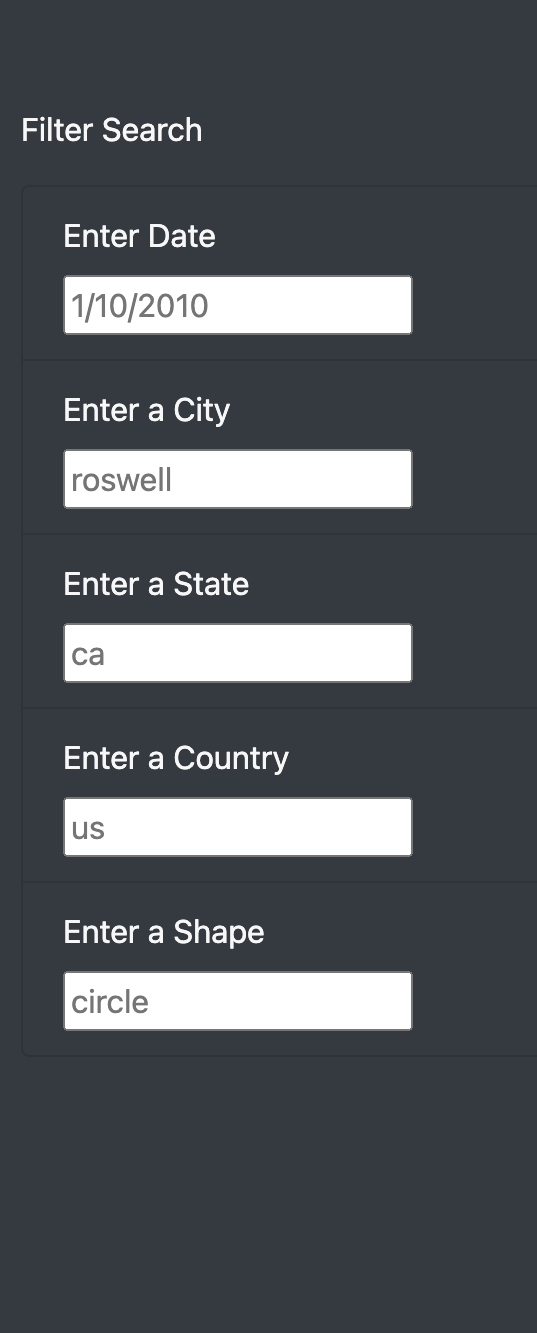 Filter Search
Enter Date
1/10/2010
Enter a City
roswell
Enter a State
ca
Enter a Country
us
Enter a Shape
circle